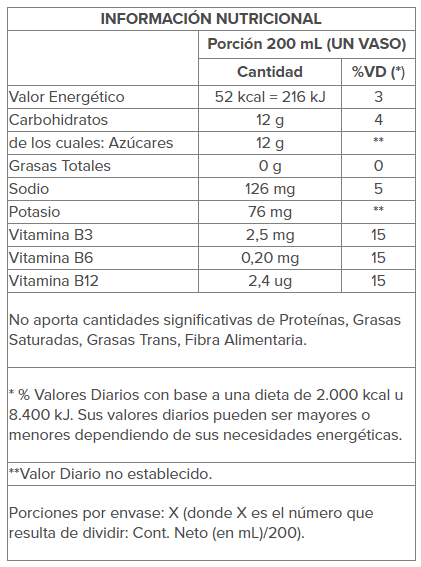 INFORMACIÓN NUTRICIONAL
Porción 200 mL (UN VASO)
Cantidad %VD (*)
Valor Energético 52 kcal = 216 kJ 3
Carbohidratos 12 g 4
de los cuales: Azúcares 12 g **
Grasas Totales 0 g 0
Sodio 126 mg 5
Potasio 76 mg **
Vitamina B3 2,5 mg 15
Vitamina B6 0,20 mg 15
Vitamina B12 2,4 ug 15
No aporta cantidades significativas de Proteínas, Grasas
Saturadas, Grasas Trans, Fibra Alimentaria.
* % Valores Diarios con base a una dieta de 2.000 kcal u
8.400 kJ. Sus valores diarios pueden ser mayores o
menores dependiendo de sus necesidades energéticas.
**Valor Diario no establecido.
Porciones por envase: X (donde X es el número que
resulta de dividir: Cont. Neto (en mL)/200).